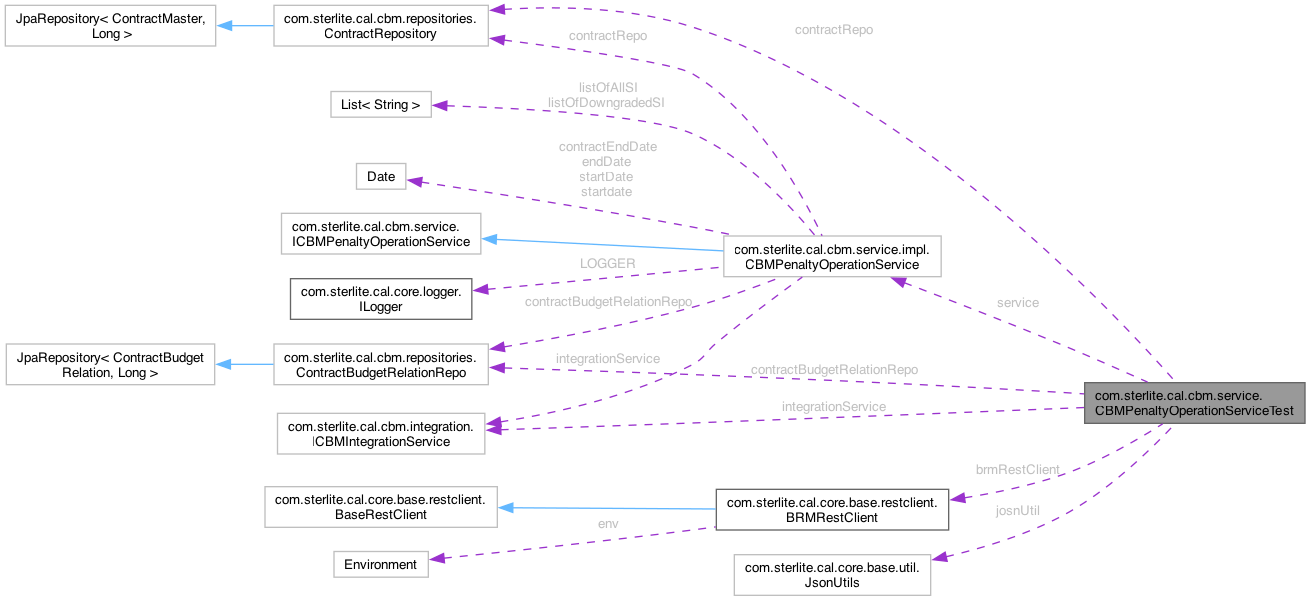 JpaRepository< ContractMaster,
Long >
com.sterlite.cal.cbm.repositories.
ContractRepository
contractRepo
contractRepo
List< String >
listOfAllSI
listOfDowngradedSI
Date
contractEndDate
endDate
startDate
startdate
com.sterlite.cal.cbm.service.
ICBMPenaltyOperationService
com.sterlite.cal.cbm.service.impl.
CBMPenaltyOperationService
com.sterlite.cal.core.logger.
ILogger
LOGGER
contractBudgetRelationRepo
service
JpaRepository< ContractBudget
Relation, Long >
com.sterlite.cal.cbm.repositories.
ContractBudgetRelationRepo
integrationService
contractBudgetRelationRepo
com.sterlite.cal.cbm.service.
CBMPenaltyOperationServiceTest
com.sterlite.cal.cbm.integration.
ICBMIntegrationService
integrationService
com.sterlite.cal.core.base.restclient.
BaseRestClient
com.sterlite.cal.core.base.restclient.
BRMRestClient
brmRestClient
josnUtil
env
Environment
com.sterlite.cal.core.base.util.
JsonUtils